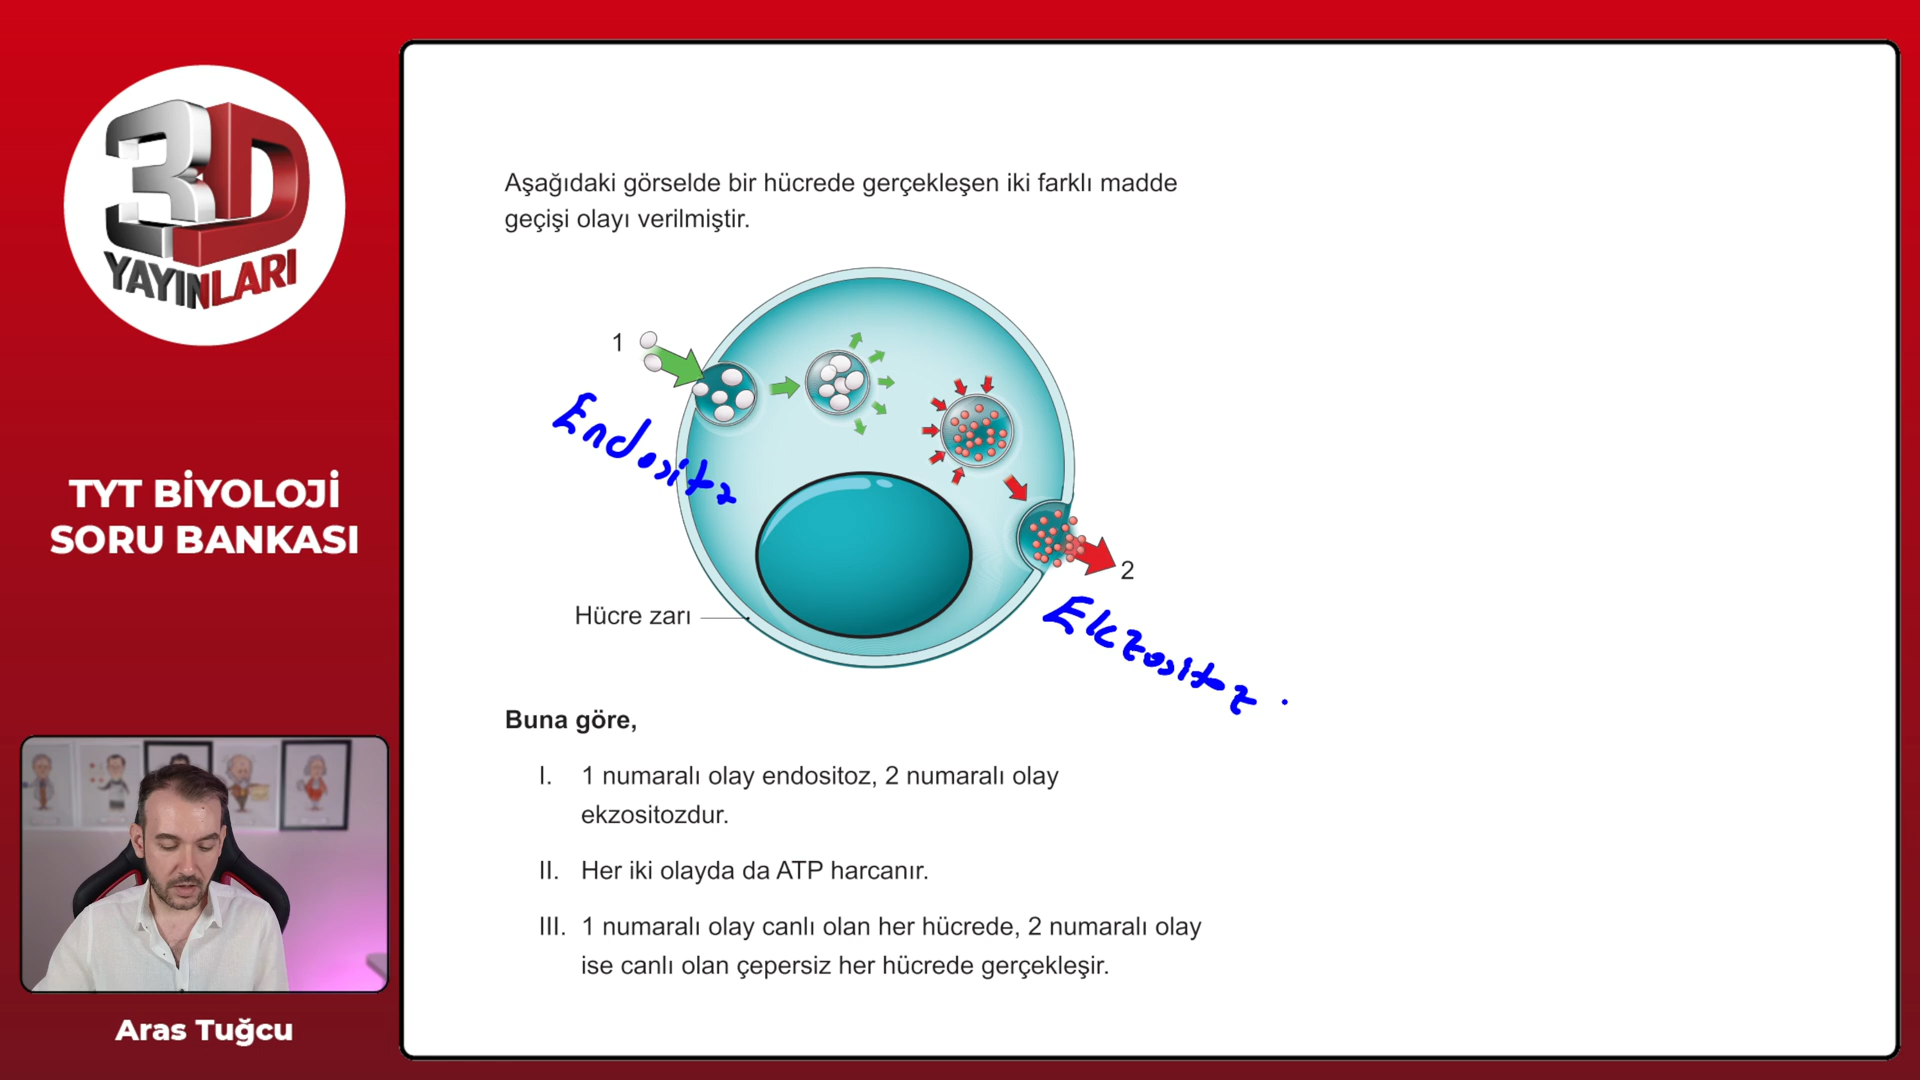 3D
YAYINLARI
TYT BİYOLOJİ
SORU BANKASI
Aras Tuğcu
Aşağıdaki görselde bir hücrede gerçekleşen iki farklı madde
geçişi olayı verilmiştir.
1
Endositz
Hücre zarı
2
Ekzositoz
Buna göre,
I. 1 numaralı olay endositoz, 2 numaralı olay
ekzositozdur.
II. Her iki olayda da ATP harcanır.
III. 1 numaralı olay canlı olan her hücrede, 2 numaralı olay
ise canlı olan çepersiz her hücrede gerçekleşir.